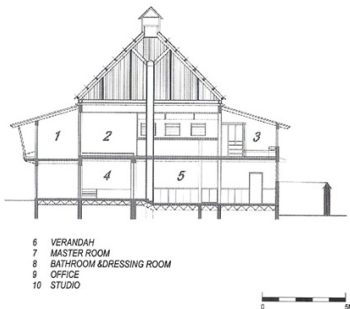 1
2
3
4
5
6 VERANDAH
7 MASTER ROOM
8 BATHROOM &DRESSING ROOM
9 OFFICE
10 STUDIO
0